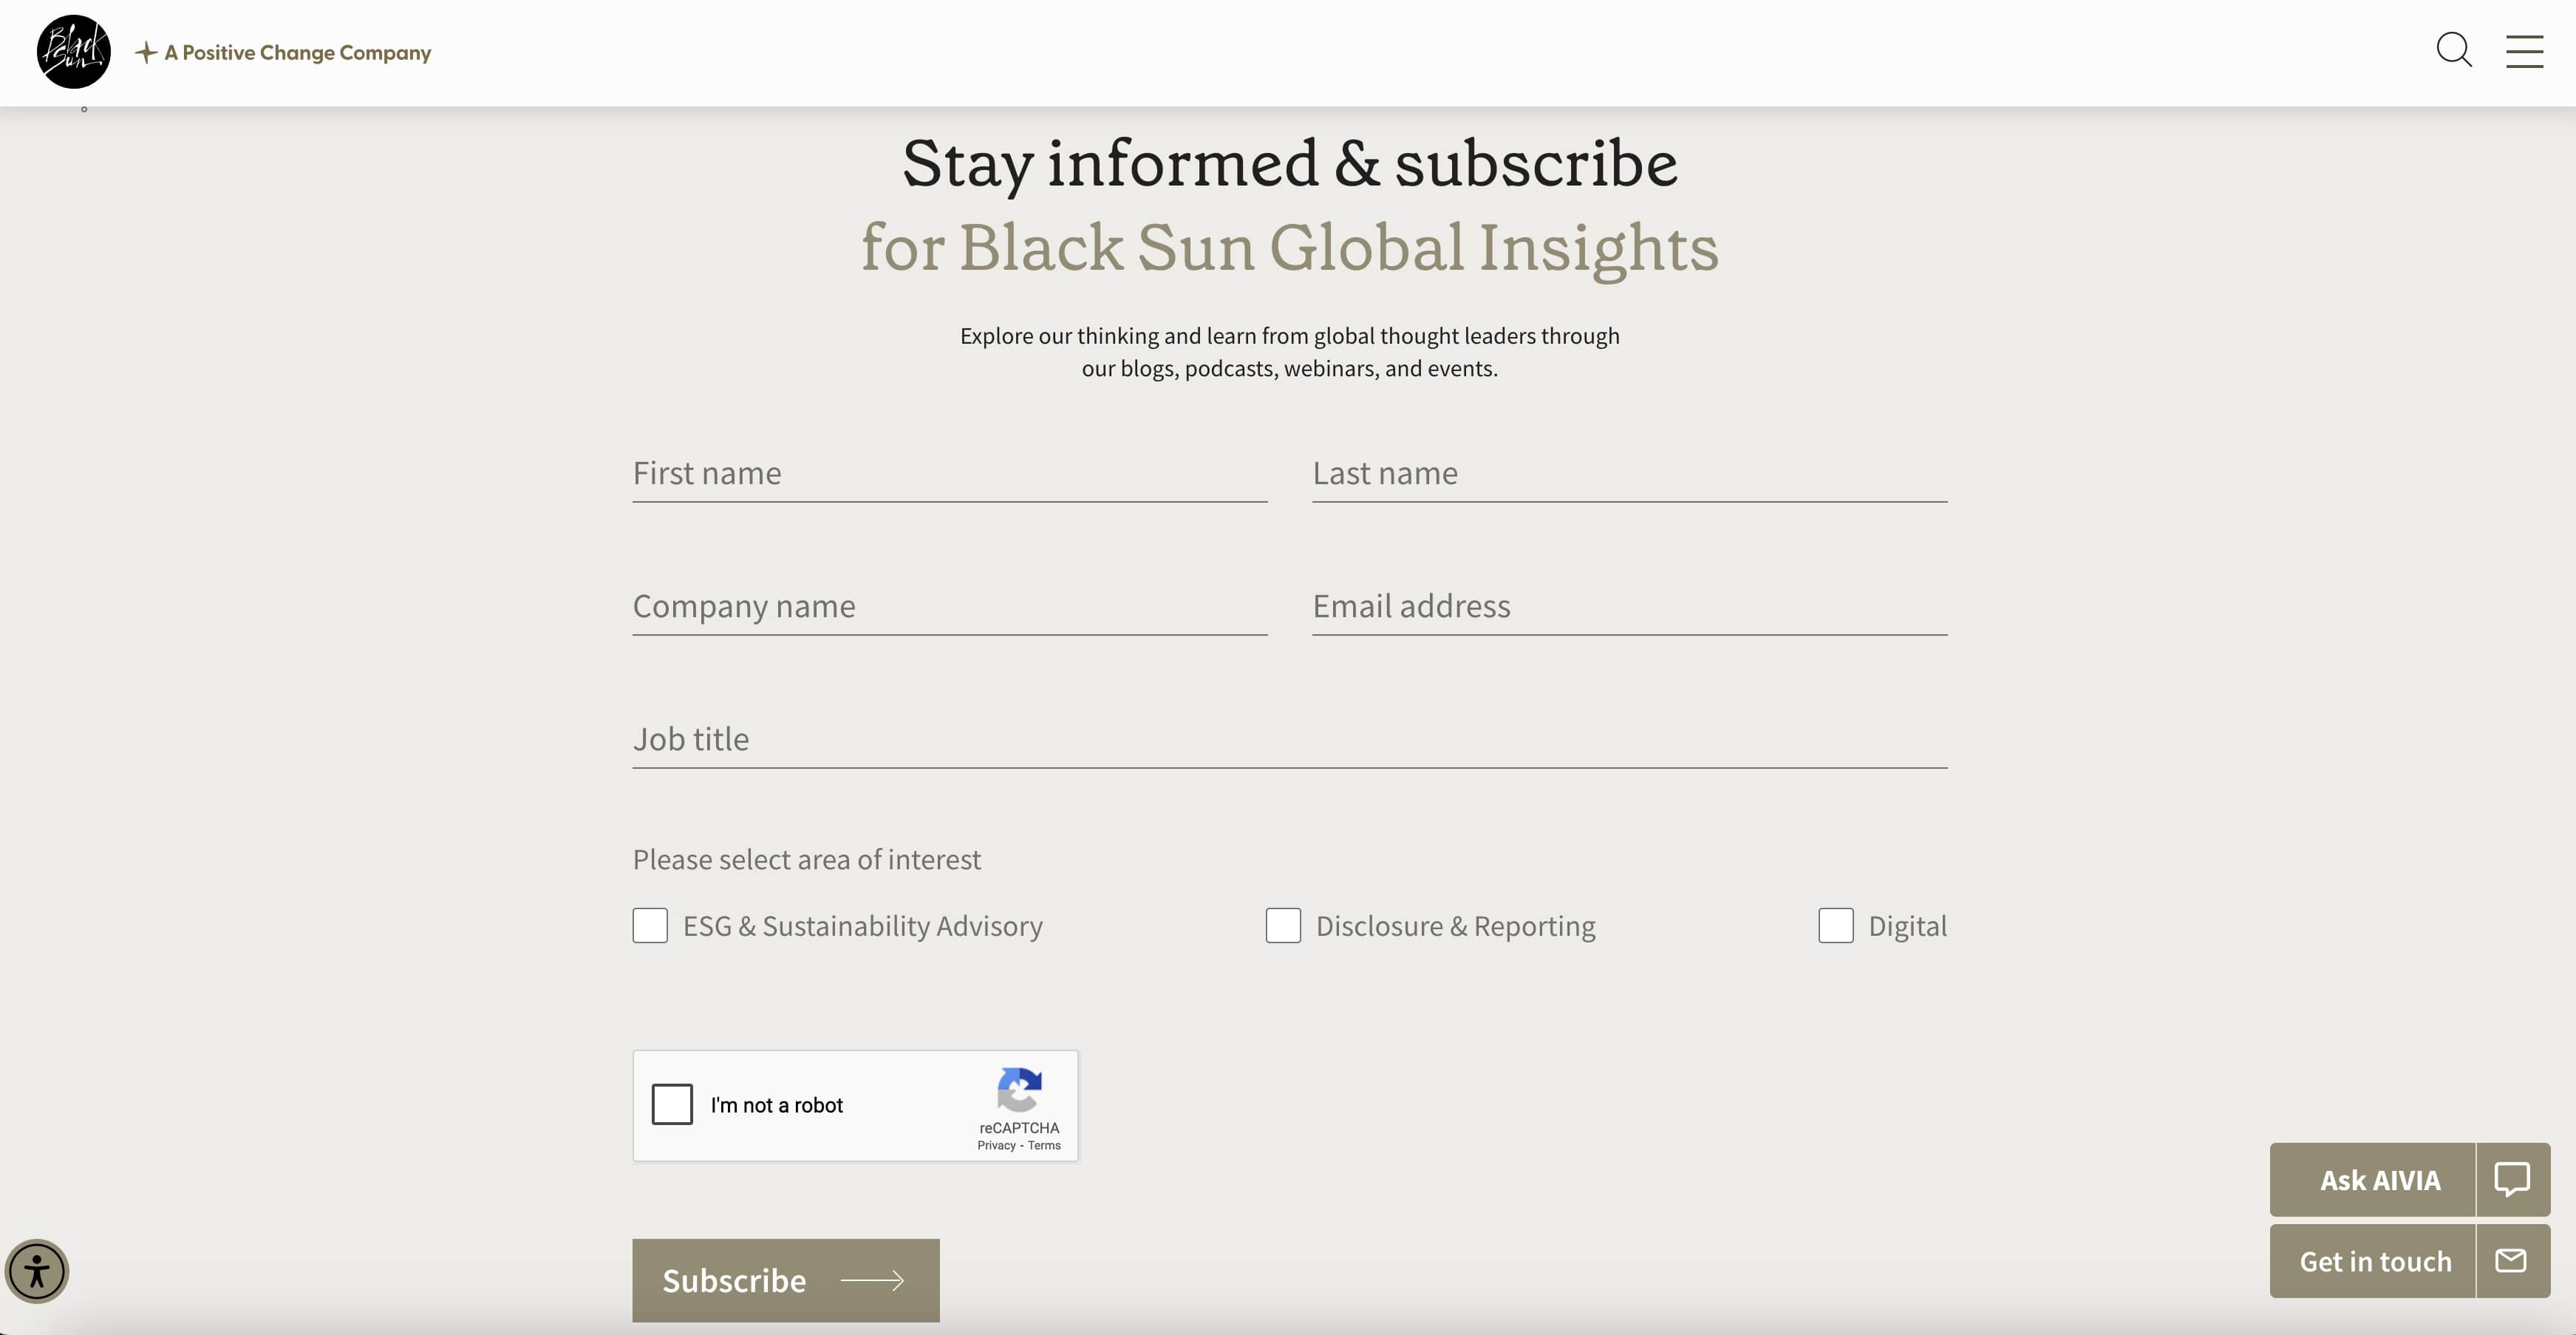 Black Sun
A Positive Change Company
Stay informed & subscribe
for Black Sun Global Insights
Explore our thinking and learn from global thought leaders through
our blogs, podcasts, webinars, and events.
First name
Last name
Company name
Email address
Job title
Please select area of interest
ESG & Sustainability Advisory
Disclosure & Reporting
Digital
I'm not a robot
reCAPTCHA
Privacy - Terms
Ask AIVIA
Get in touch
Subscribe